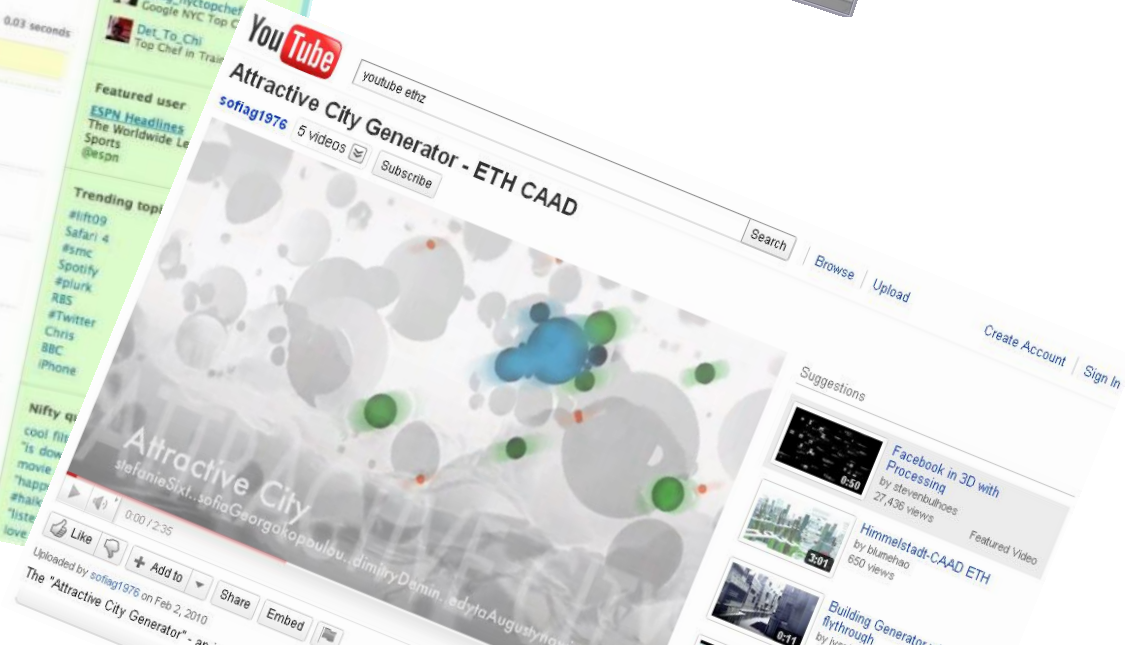 0.03 seconds
Google NYC Top C
Det_To_Chi
Top Chef in Train
Featured user
ESPN Headlines
The Worldwide Le
Sports
@espn
Trending topi
#lift09
Safari 4
#smc
Spotify
#plurk
RBS
#Twitter
Chris
BBC
iPhone
cool filt
"is dow
movie
"happ
"liste
love
YouTube
youtube ethz
Search
Browse
Upload
Create Account
Sign In
Attractive City Generator - ETH CAAD
sofiag1976
5 videos
Subscribe
Attractive City
stefanieSixl..sofiaGeorgakopoulou..dimitryDemin..
0:00 / 2:35
Like
Add to
Share
Embed
Uploaded by sofiag1976 on Feb 2, 2010
The "Attractive City Generator" -
Suggestions
0:50
Facebook in 3D with
Processing
by stevenbulhoes
27,436 views
Featured Video
3:01
Himmelstadt-CAAD ETH
by blumehao
650 views
0:11
Building Generator
flythrough